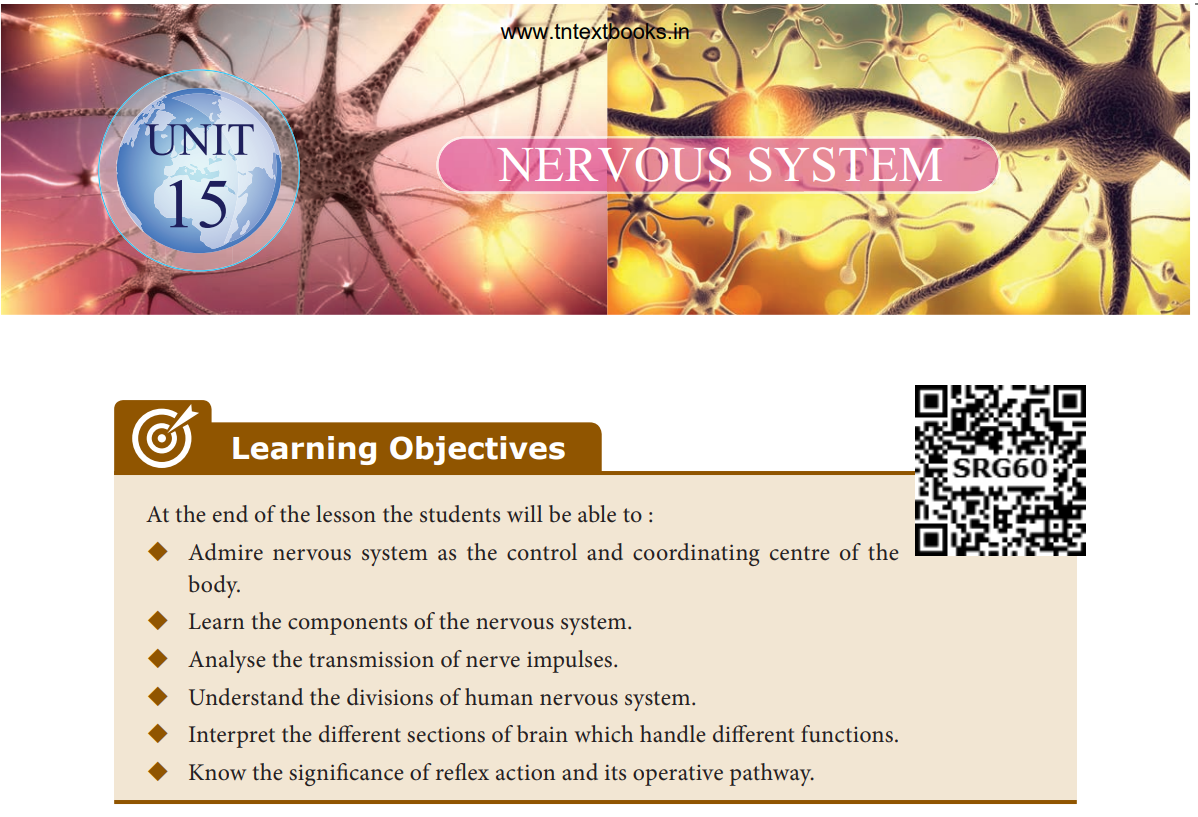 www.tntextbooks.in
UNIT
15
NERVOUS SYSTEM
Learning Objectives
SRG60
At the end of the lesson the students will be able to :
Admire nervous system as the control and coordinating centre of the
body.
Learn the components of the nervous system.
Analyse the transmission of nerve impulses.
Understand the divisions of human nervous system.
Interpret the different sections of brain which handle different functions.
Know the significance of reflex action and its operative pathway.